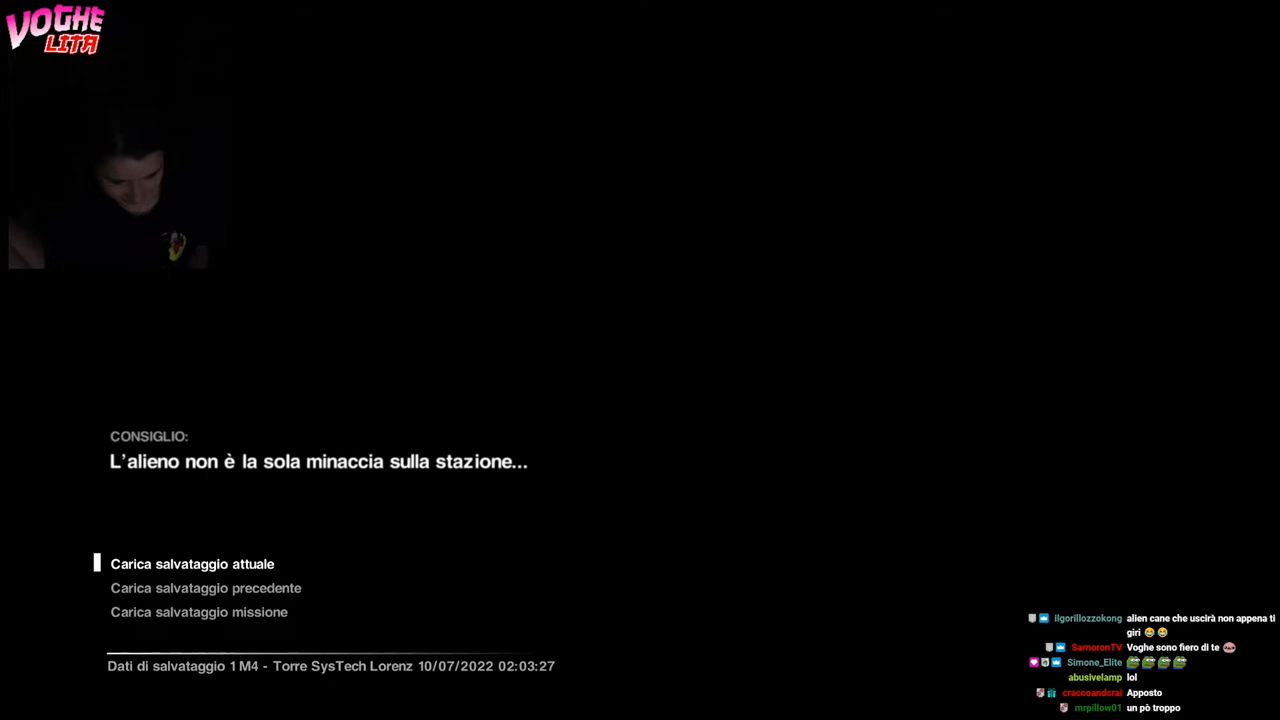 VOGHE
LITA
CONSIGLIO:
L'alieno non è la sola minaccia sulla stazione...
Carica salvataggio attuale
Carica salvataggio precedente
Carica salvataggio missione
Dati di salvataggio 1 M4 - Torre SysTech Lorenz 10/07/2022 02:03:27
ilgorillozzokong alien cane che uscirà non appena ti
giri
SarnoronTV Voghe sono fiero di te
Simone_Elite
abusivelamp lol
craccoandcrai Apposto
mrpillow01 un pò troppo